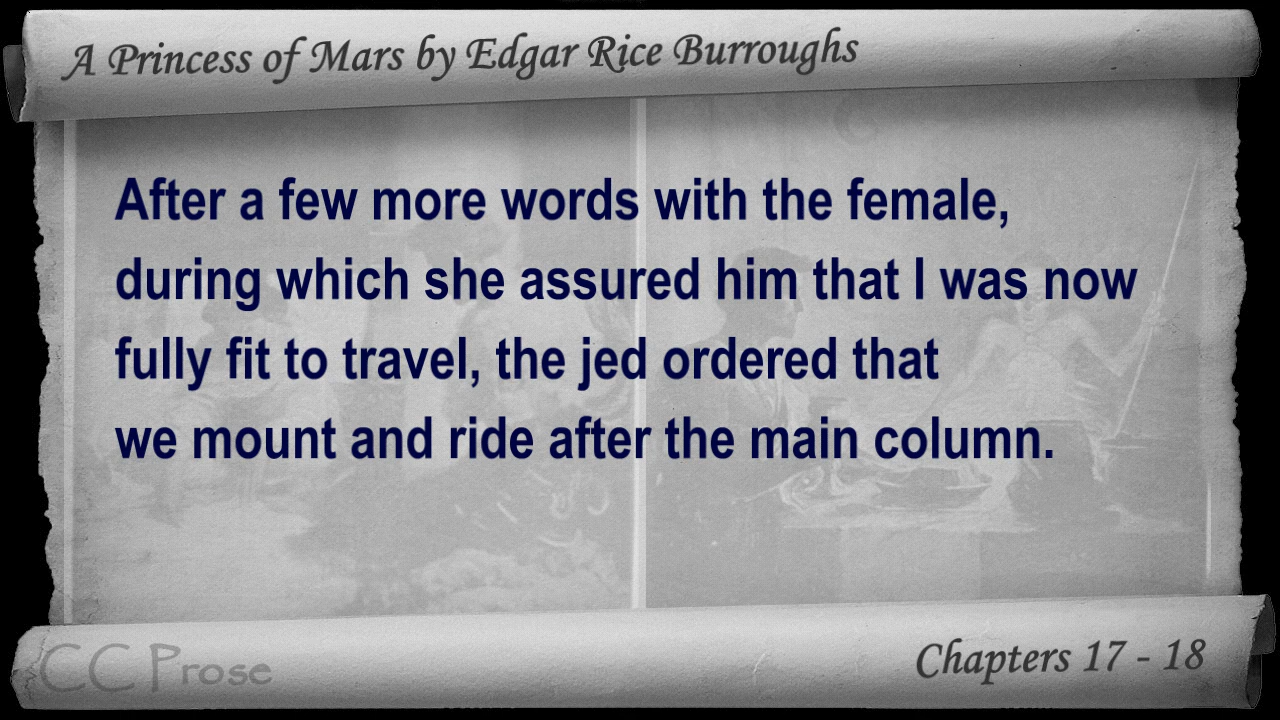 A Princess of Mars by Edgar Rice Burroughs
After a few more words with the female,
during which she assured him that I was now
fully fit to travel, the jed ordered that
we mount and ride after the main column.
CC Prose
Chapters 17 - 18